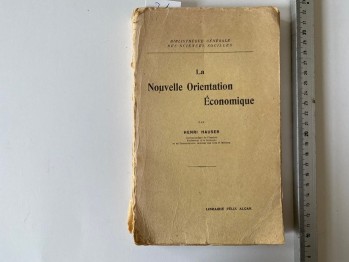 BIBLIOTHÈQUE GÉNÉRALE
DES SCIENCES SOCIALES
La
Nouvelle Orientation
Économique
PAR
HENRI HAUSER
LIBRAIRIE FÉLIX ALCAN